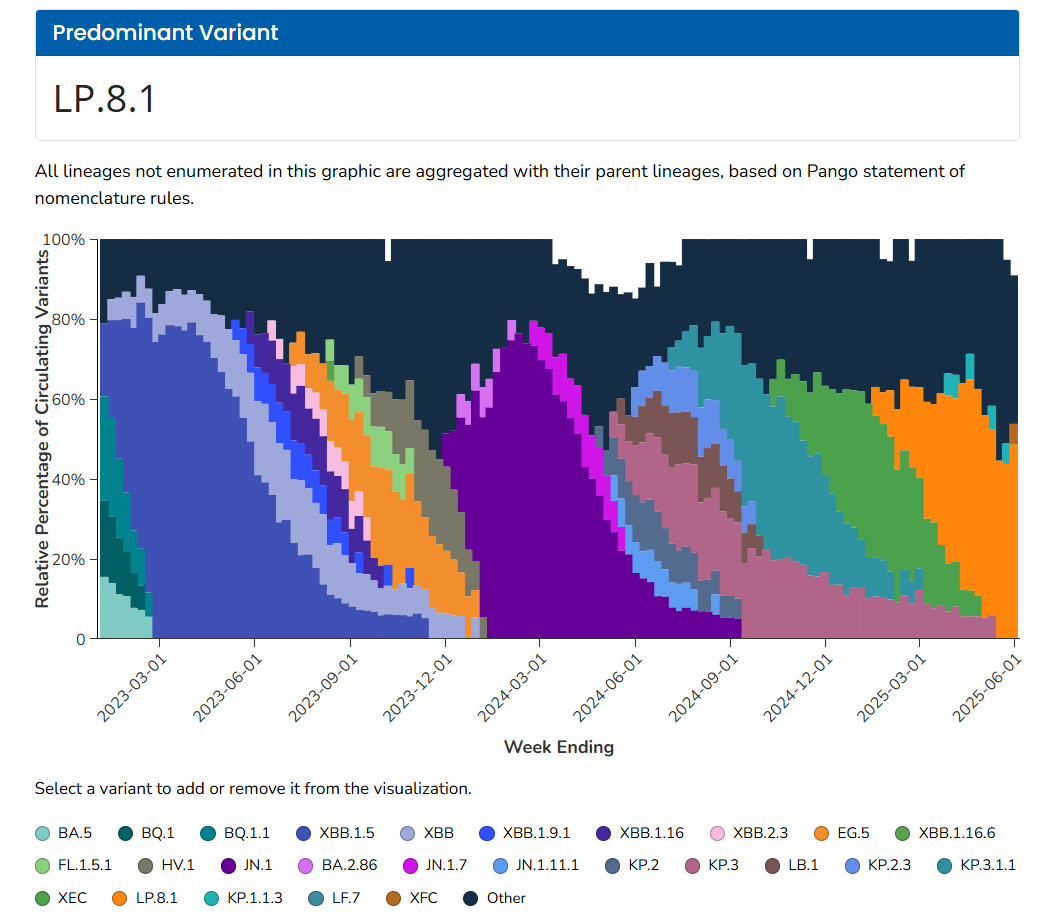 Predominant Variant
LP.8.1
All lineages not enumerated in this graphic are aggregated with their parent lineages, based on Pango statement of
nomenclature rules.
Relative Percentage of Circulating Variants
100%
80%
60%
40%
20%
0
2023-03-01
2023-06-01
2023-09-01
2023-12-01
2024-03-01
2024-06-01
2024-09-01
2024-12-01
2025-03-01
2025-06-01
Week Ending
Select a variant to add or remove it from the visualization.
BA.5 BQ.1 BQ.1.1 XBB.1.5 XBB XBB.1.9.1 XBB.1.16 XBB.2.3 EG.5 XBB.1.16.6
FL.1.5.1 HV.1 JN.1 BA.2.86 JN.1.7 JN.1.11.1 KP.2 KP.3 LB.1 KP.2.3 KP.3.1.1
XEC LP.8.1 KP.1.1.3 LF.7 XFC Other